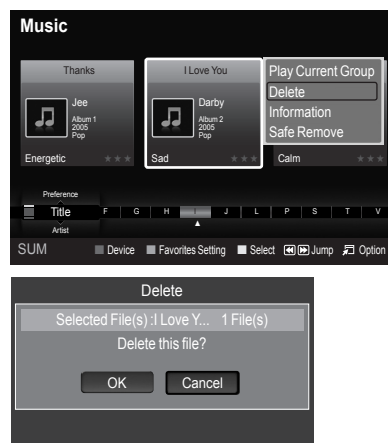 Music
Thanks
Jee
Album 1
2005
Pop
Energetic
I Love You
Darby
Album 2
2005
Pop
Sad
Calm
Play Current Group
Delete
Information
Safe Remove
Preference
Title F G H I J L P S T V
Artist
SUM Device Favorites Setting Select Jump Option
Delete
Selected File(s) :I Love Y... 1 File(s)
Delete this file?
OK Cancel